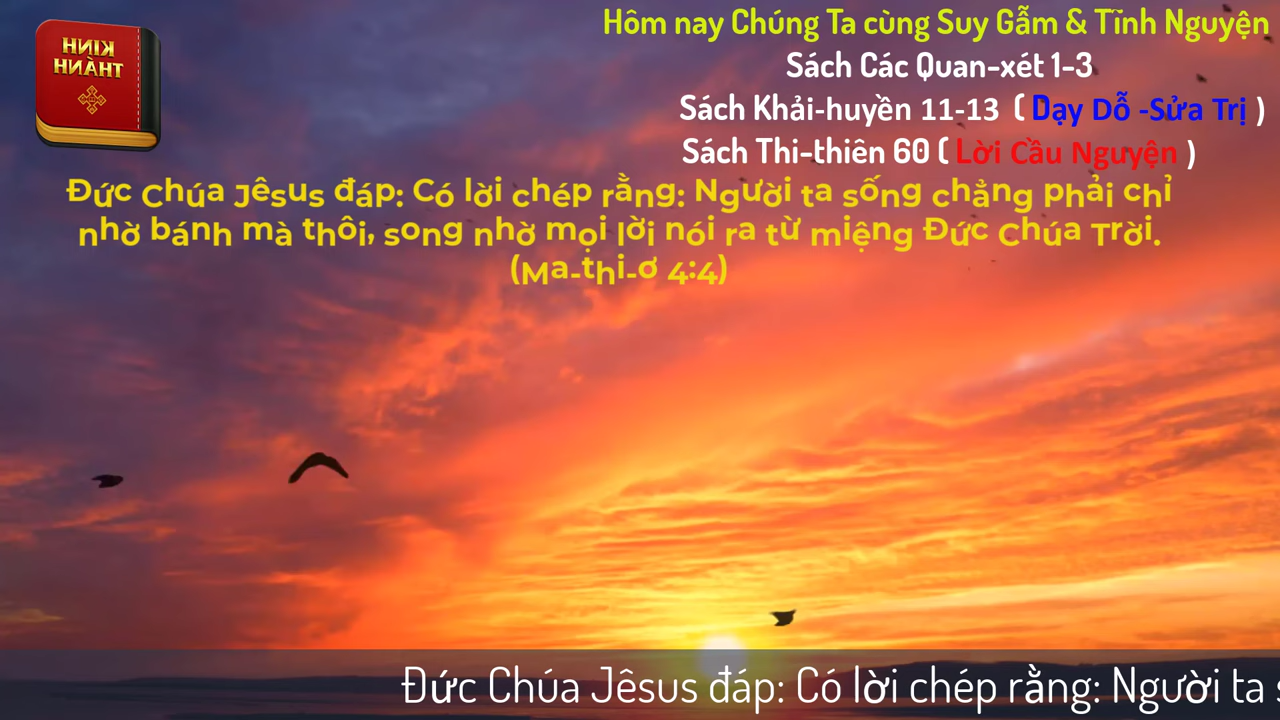 KINH
THÀNH
Hôm nay Chúng Ta cùng Suy Gẫm & Tĩnh Nguyện
Sách Các Quan-xét 1-3
Sách Khải-huyền 11-13 ( Dạy Dỗ -Sửa Trị )
Sách Thi-thiên 60 ( Lời Cầu Nguyện )
Đức Chúa Jêsus đáp: Có lời chép rằng: Người ta sống chẳng phải chỉ
nhờ bánh mà thôi, song nhờ mọi lời nói ra từ miệng Đức Chúa Trời.
(Ma-thi-ơ 4:4)
Đức Chúa Jêsus đáp: Có lời chép rằng: Người ta s